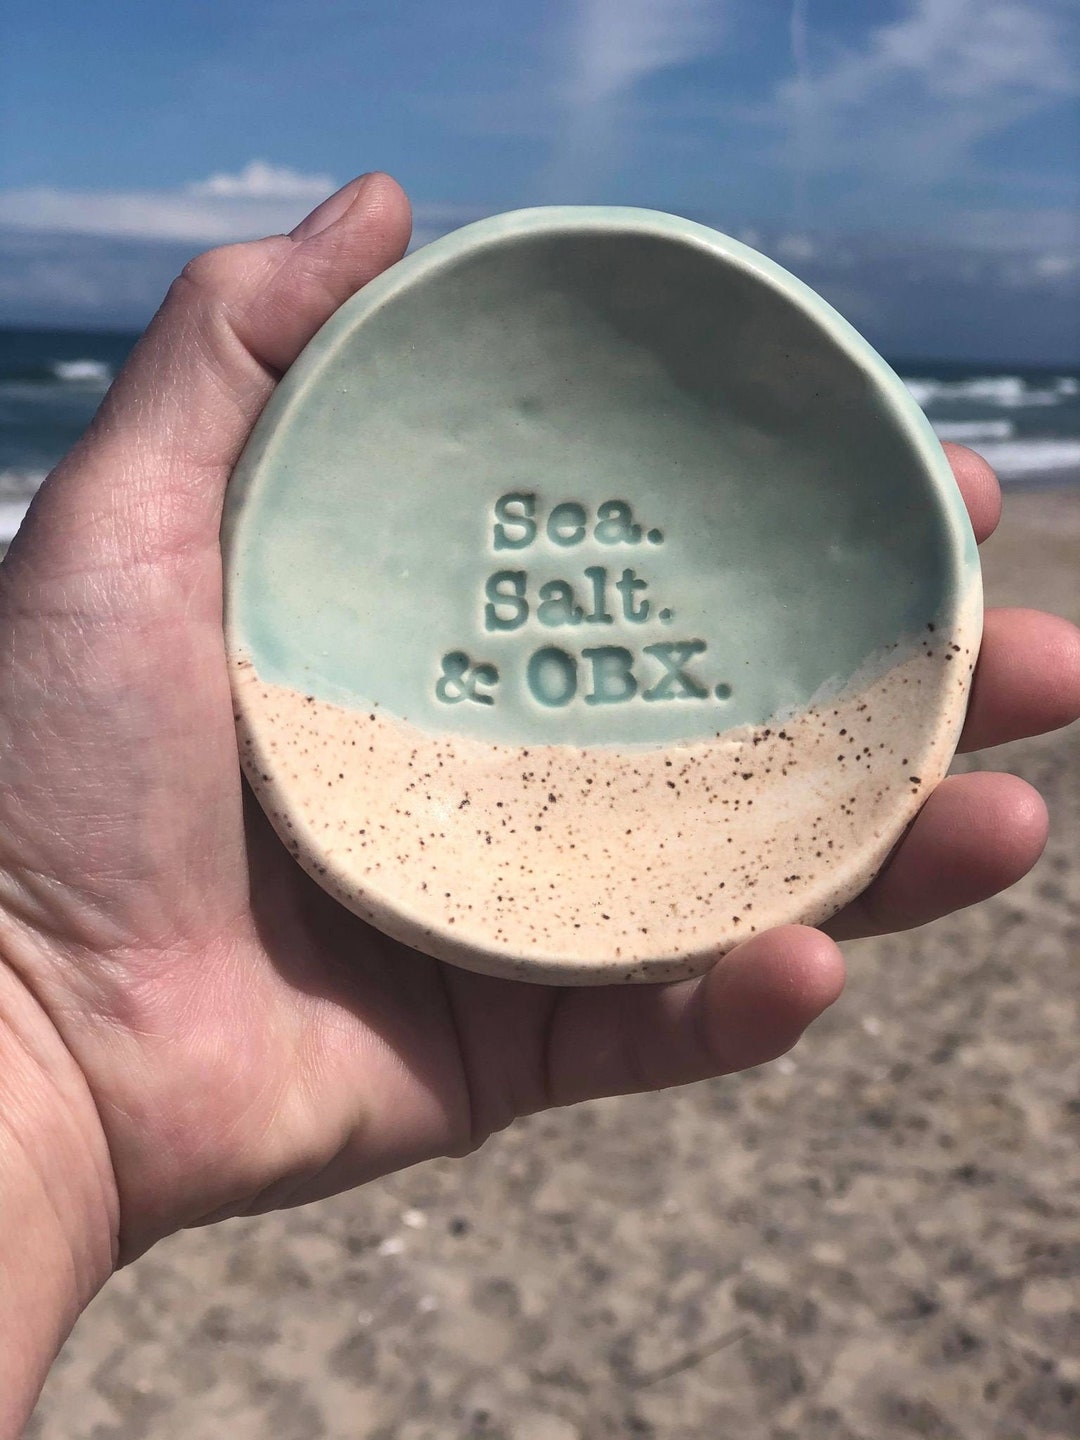 Sea.
Salt.
& OBX.